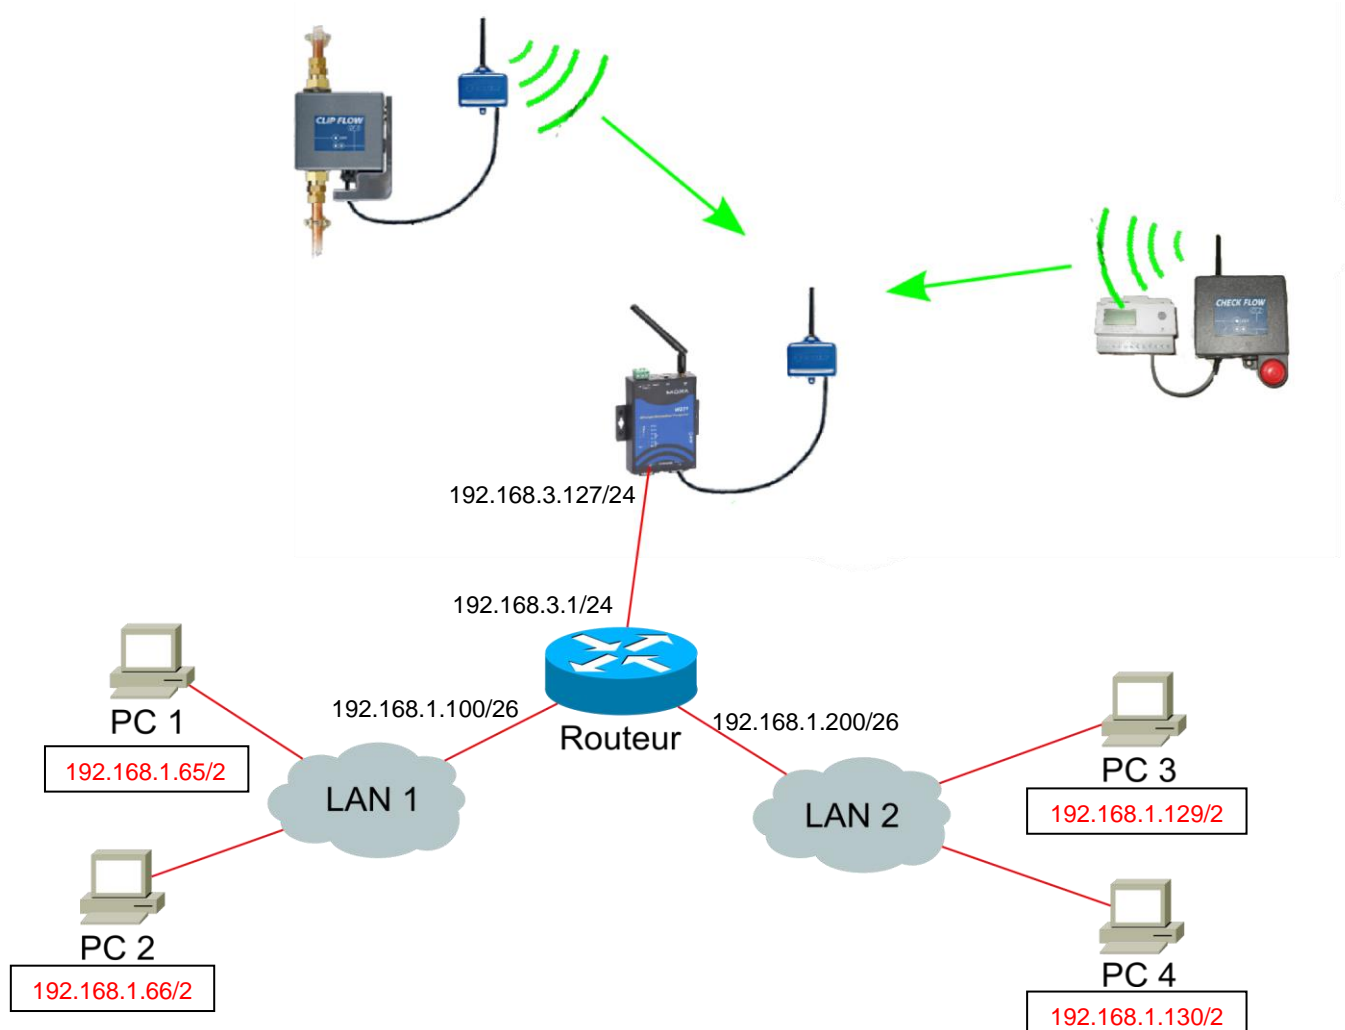 CLIP FLOW
CHECK FLOW
MOXA
192.168.3.127/24
192.168.3.1/24
192.168.1.100/26
192.168.1.200/26
Routeur
PC 1
192.168.1.65/2
LAN 1
PC 2
192.168.1.66/2
LAN 2
PC 3
192.168.1.129/2
PC 4
192.168.1.130/2